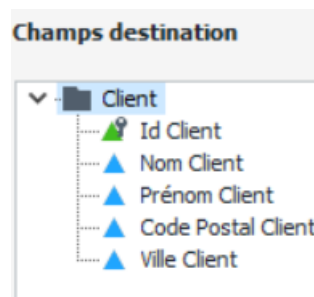 Champs destination
Client
Id Client
Nom Client
Prénom Client
Code Postal Client
Ville Client